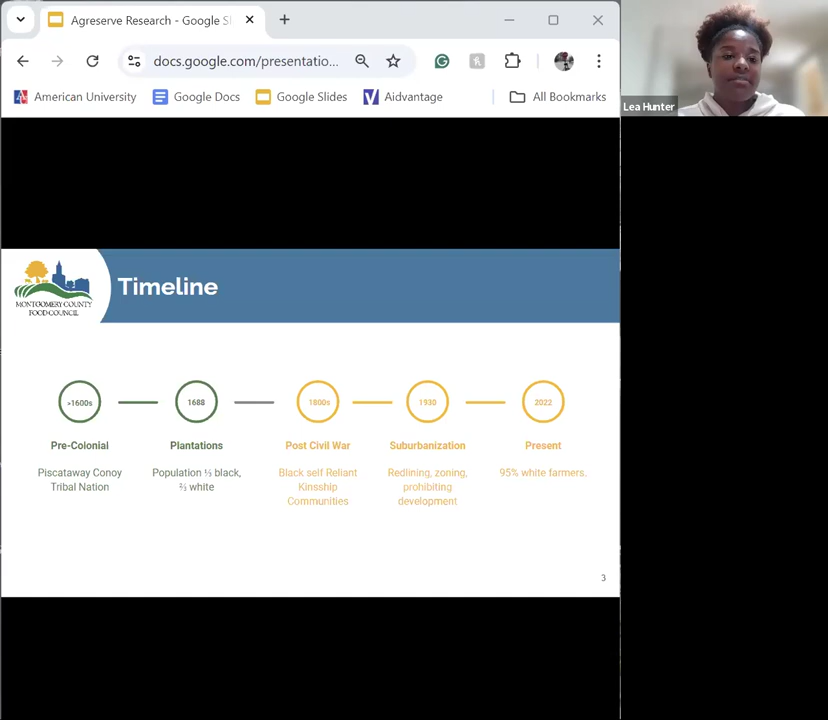 Agreserve Research - Google Sl
docs.google.com/presentatio...
American University
Google Docs
Google Slides
Aidvantage
All Bookmarks
Lea Hunter
MONTGOMERY COUNTY
FOOD COUNCIL
Timeline
>1600s
1688
1800s
1930
2022
Pre-Colonial
Plantations
Post Civil War
Suburbanization
Present
Piscataway Conoy
Tribal Nation
Population ⅓ black,
⅔ white
Black self Reliant
Kinsship
Communities
Redlining, zoning,
prohibiting
development
95% white farmers.
3